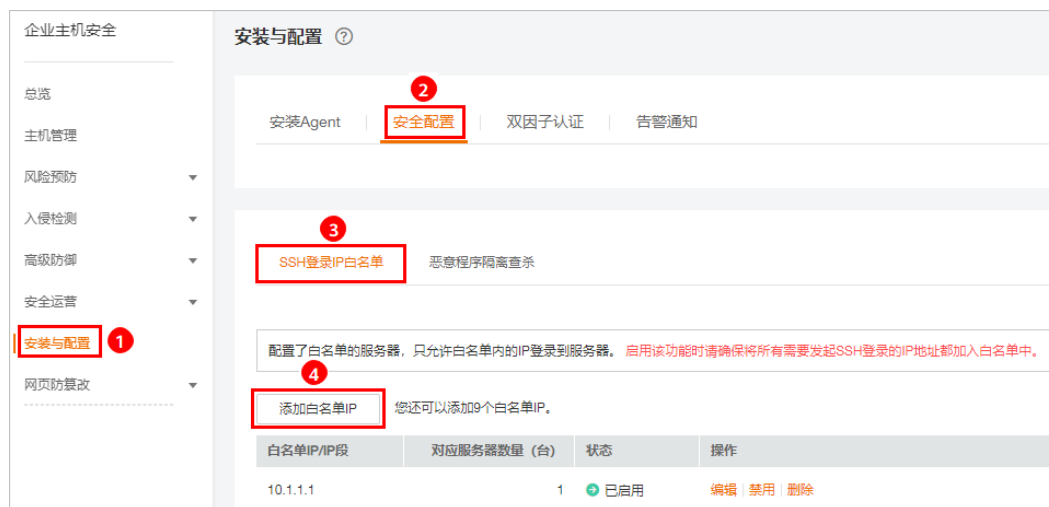 企业主机安全
安装与配置 ?
总览
主机管理
风险预防
入侵检测
高级防御
安全运营
安装与配置 1
网页防篡改
2
安装Agent 安全配置 双因子认证 告警通知
3
SSH登录IP白名单 恶意程序隔离查杀
配置了白名单的服务器，只允许白名单内的IP登录到服务器。 启用该功能时请确保将所有需要发起SSH登录的IP地址都加入白名单中。
4
添加白名单IP 您还可以添加9个白名单IP。
白名单IP/IP段 对应服务器数量（台） 状态 操作
10.1.1.1 1 已启用 编辑 禁用 删除